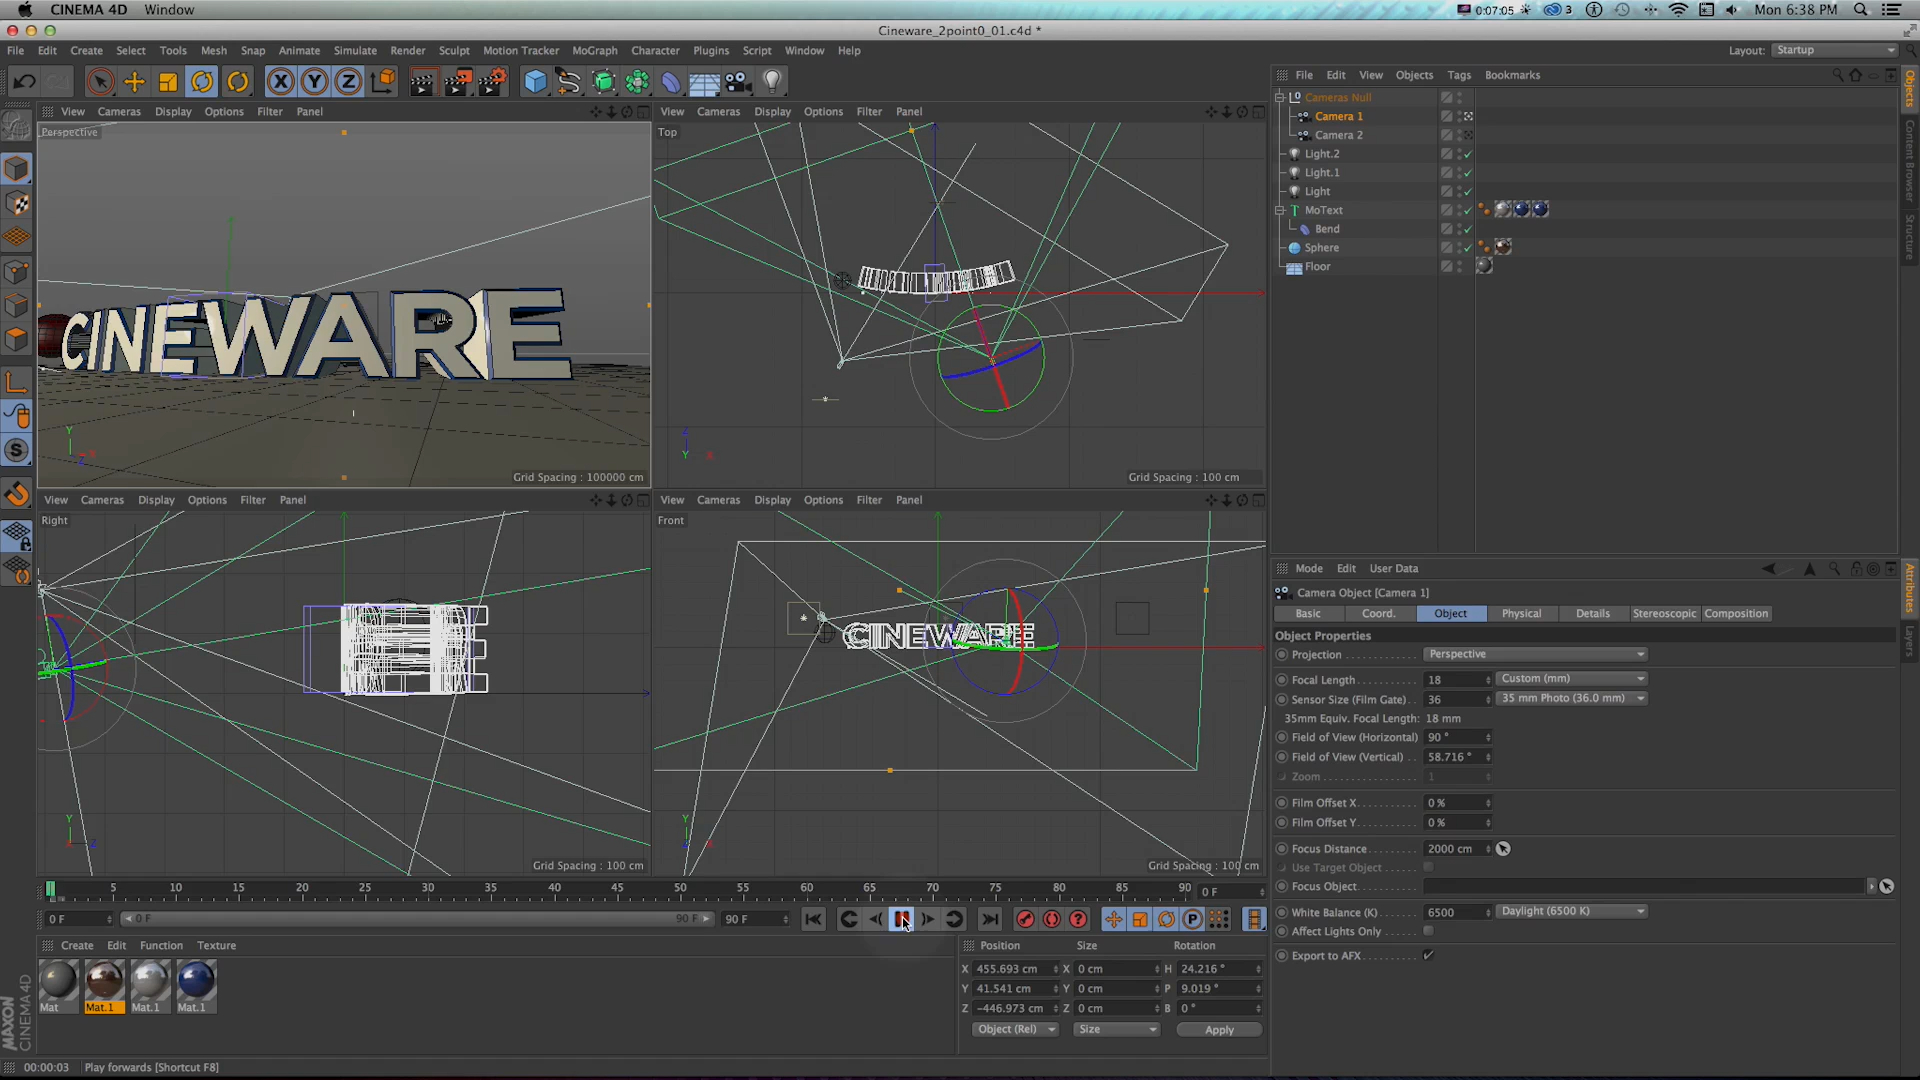 CINEMA 4D Window
0:07:05 3 Mon 6:38 PM
Cineware_2point0_01.c4d *
File Edit Create Select Tools Mesh Snap Animate Simulate Render Sculpt Motion Tracker MoGraph Character Plugins Script Window Help
Layout: Startup
X Y Z
File Edit View Objects Tags Bookmarks
View Cameras Display Options Filter Panel
Perspective
CINEWARE
Y X Z
Grid Spacing : 100000 cm
View Cameras Display Options Filter Panel
Top
Z
Y X
Grid Spacing : 100 cm
View Cameras Display Options Filter Panel
Right
Y
Z
Grid Spacing : 100 cm
View Cameras Display Options Filter Panel
Front
CINEWARE
Y
Grid Spacing : 100 cm
S
Cameras Null
Camera 1
Camera 2
Light.2
Light.1
Light
MoText
Bend
Sphere
Floor
Objects
Content Browser
Structure
Attributes
Layers
Mode Edit User Data
Camera Object [Camera 1]
Basic Coord. Object Physical Details Stereoscopic Composition
Object Properties
Projection Perspective
Focal Length 18 Custom (mm)
Sensor Size (Film Gate) 36 35 mm Photo (36.0 mm)
35mm Equiv. Focal Length: 18 mm
Field of View (Horizontal) 90 °
Field of View (Vertical) 58.716 °
Zoom 1
Film Offset X 0 %
Film Offset Y 0 %
Focus Distance 2000 cm
Use Target Object
Focus Object
White Balance (K) 6500 Daylight (6500 K)
Affect Lights Only
Export to AFX
5 10 15 20 25 30 35 40 45 50 55 60 65 70 75 80 85 90 0 F
0 F 0 F 90 F 90 F
P
Create Edit Function Texture
Mat Mat.1 Mat.1 Mat.1
Position Size Rotation
X 455.693 cm X 0 cm H 24.216 °
Y 41.541 cm Y 0 cm P 9.019 °
Z -446.973 cm Z 0 cm B 0 °
Object (Rel) Size Apply
MAXON
CINEMA 4D
00:00:03 Play forwards [Shortcut F8]